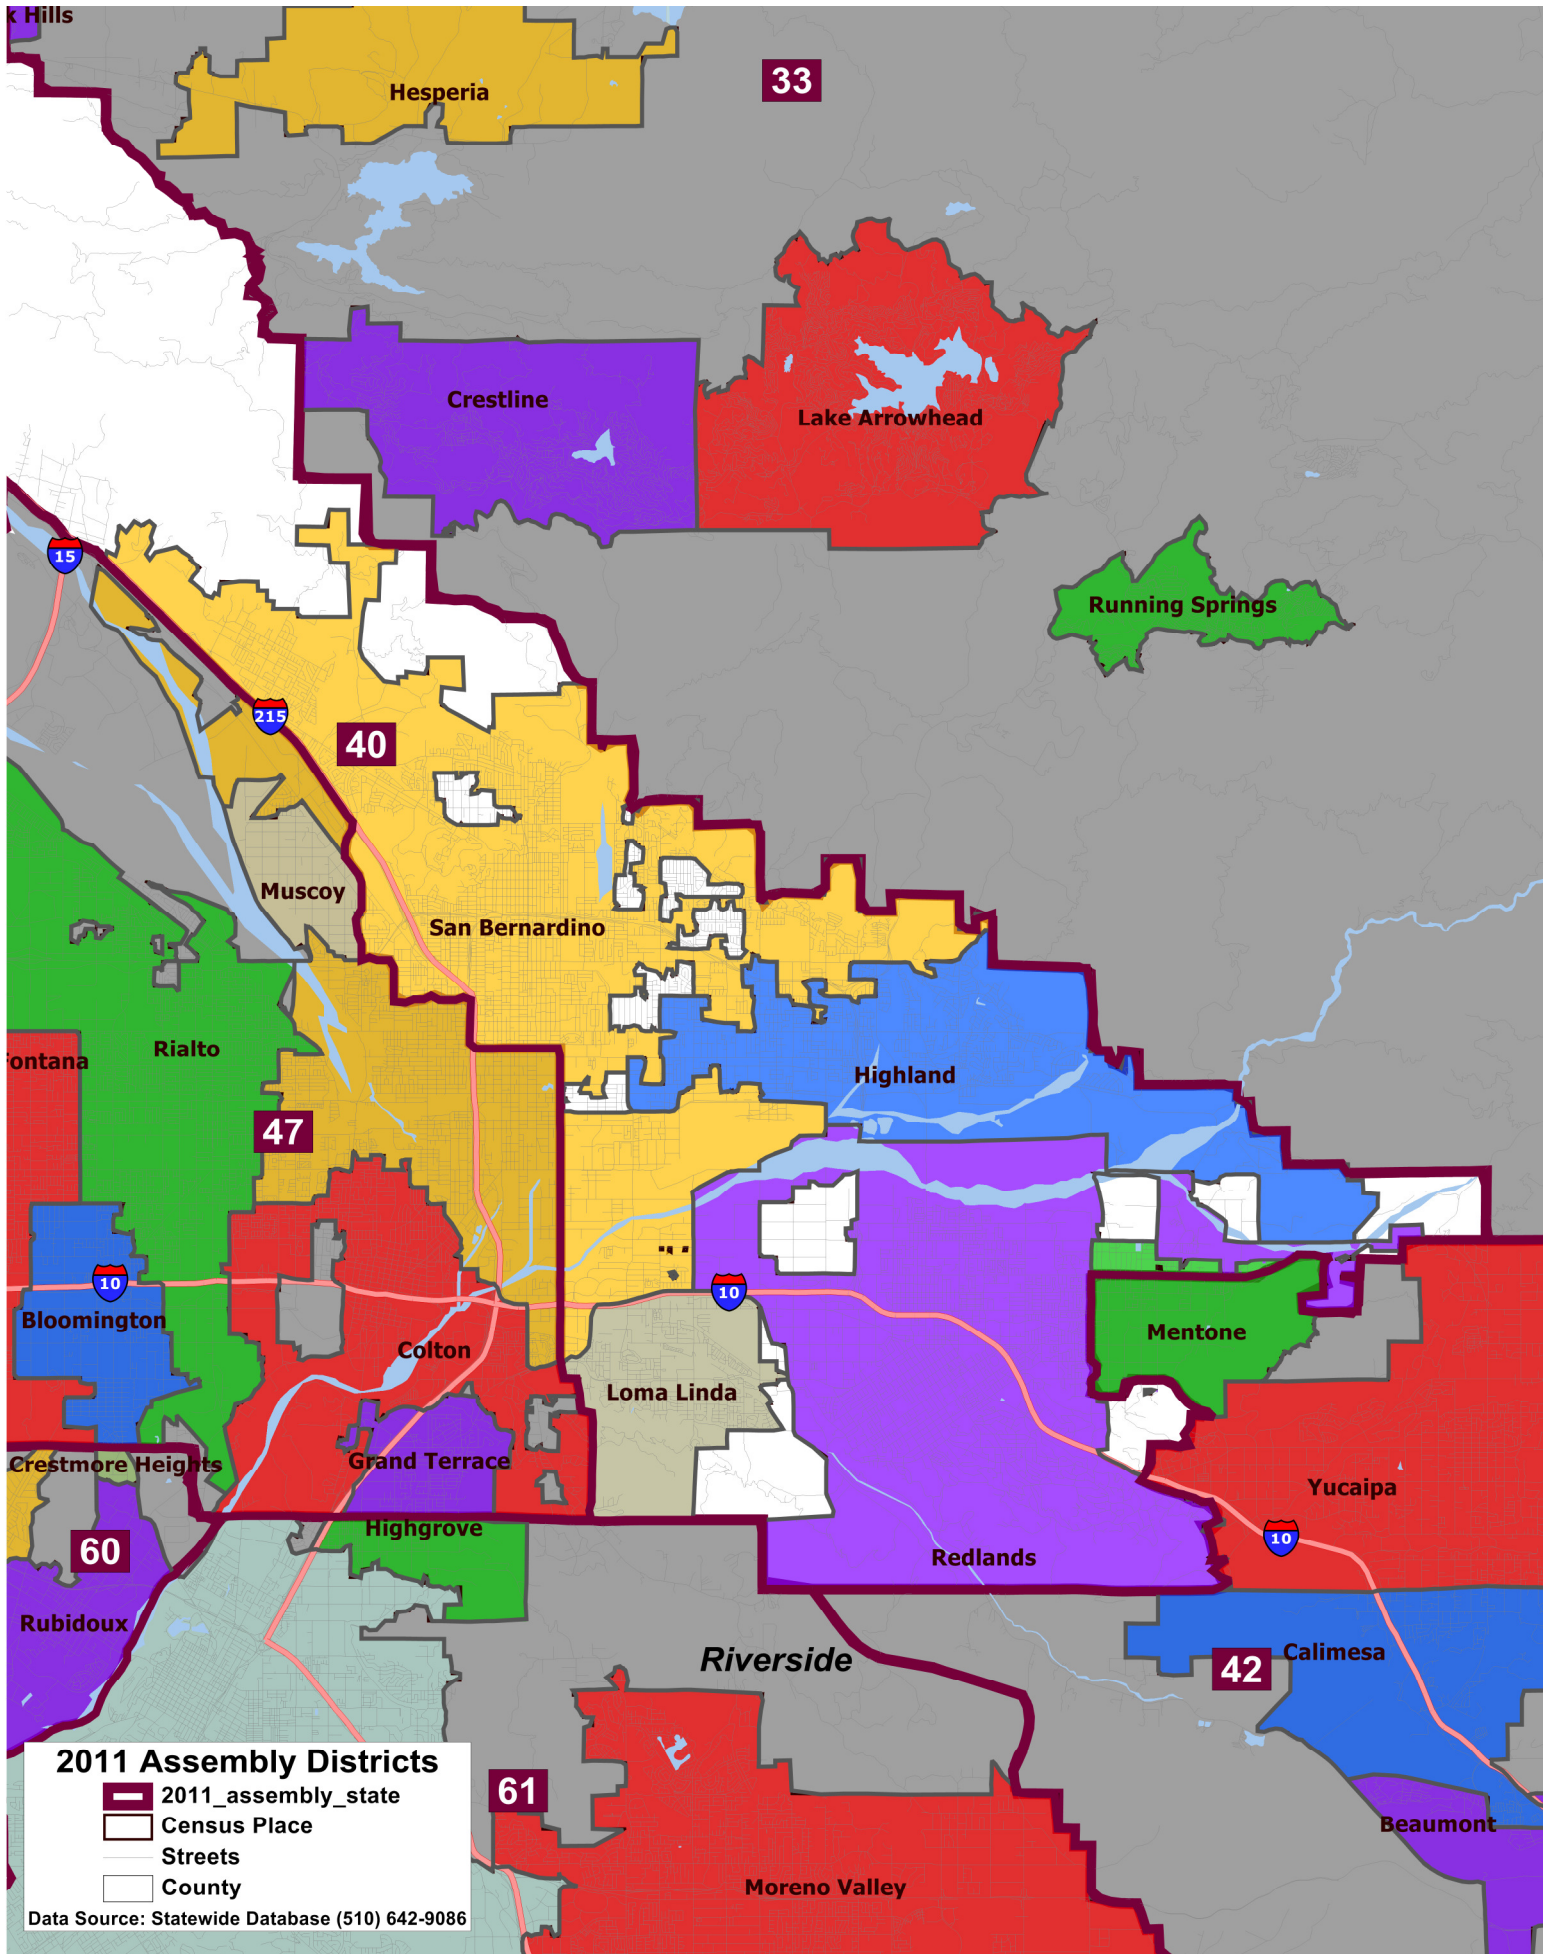 k Hills
Hesperia
33
Crestline
Lake Arrowhead
15
Running Springs
215
40
Muscoy
San Bernardino
Rialto
Fontana
Highland
47
10
Bloomington
10
Colton
Mentone
Loma Linda
Crestmore Heights
Grand Terrace
Yucaipa
Highgrove
10
60
Redlands
Rubidoux
Riverside
42
Calimesa
2011 Assembly Districts
2011_assembly_state
Census Place
Streets
County
Data Source: Statewide Database (510) 642-9086
61
Beaumont
Moreno Valley